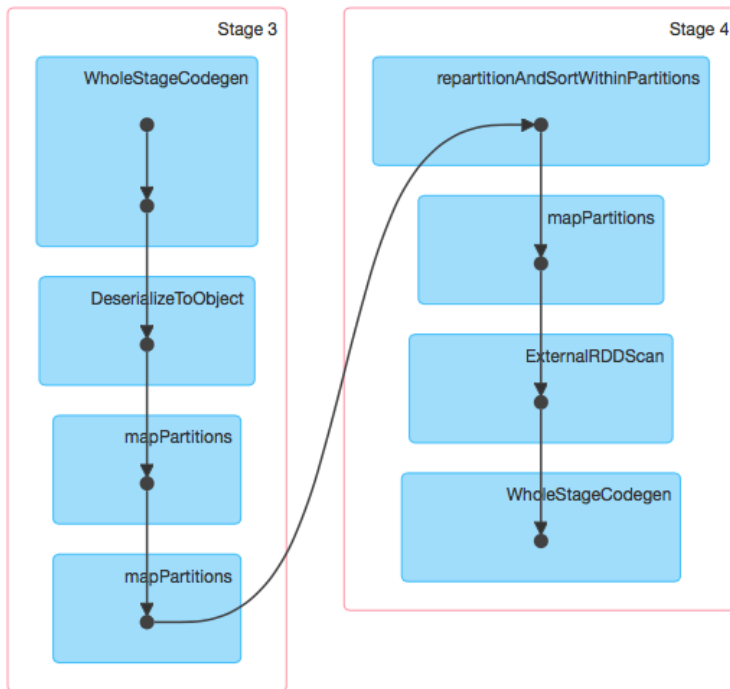 Stage 3
WholeStageCodegen
DeserializeToObject
mapPartitions
mapPartitions
Stage 4
repartitionAndSortWithinPartitions
mapPartitions
ExternalRDDScan
WholeStageCodegen